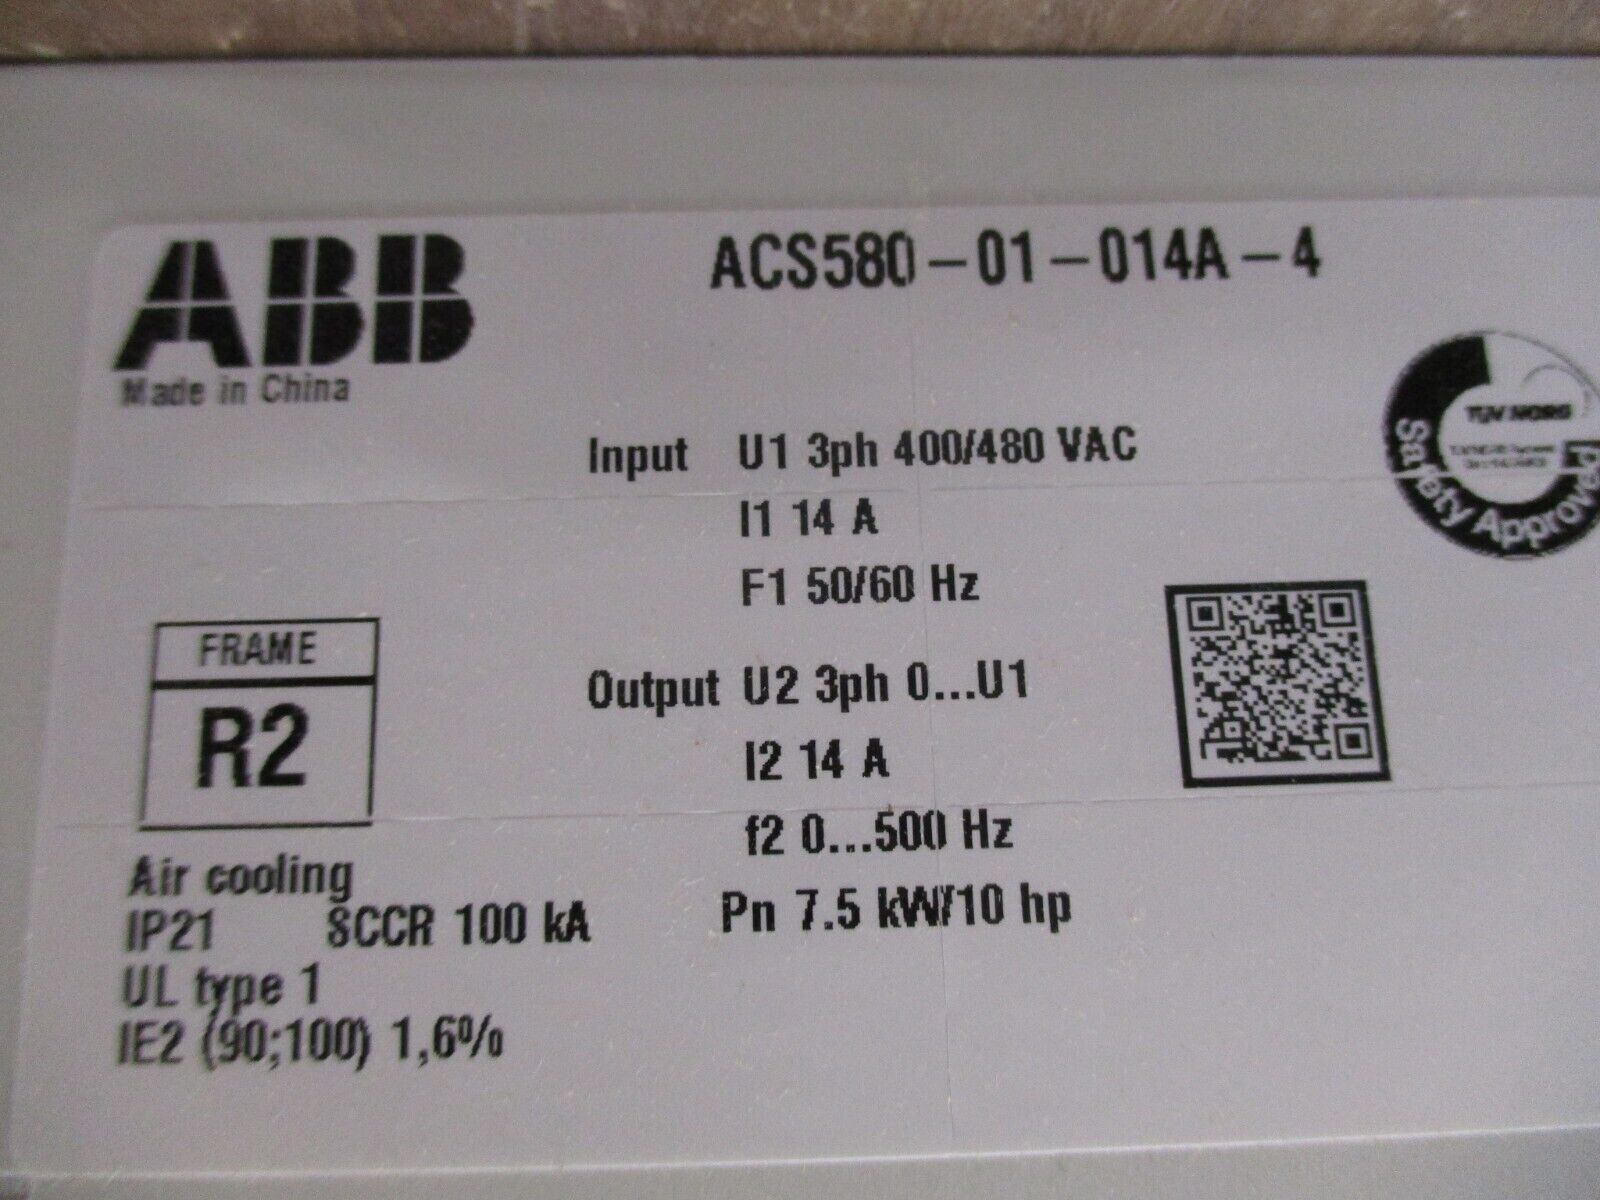 ABB
Made in China
ACS580-01-014A-4
Input U1 3ph 400/480 VAC
I1 14 A
F1 50/60 Hz
Output U2 3ph 0...U1
I2 14 A
f2 0...500 Hz
Pn 7.5 kW/10 hp
FRAME
R2
Air cooling
IP21 SCCR 100 kA
UL type 1
IE2 (90;100) 1,6%
TÜV NORD
Safety Approved